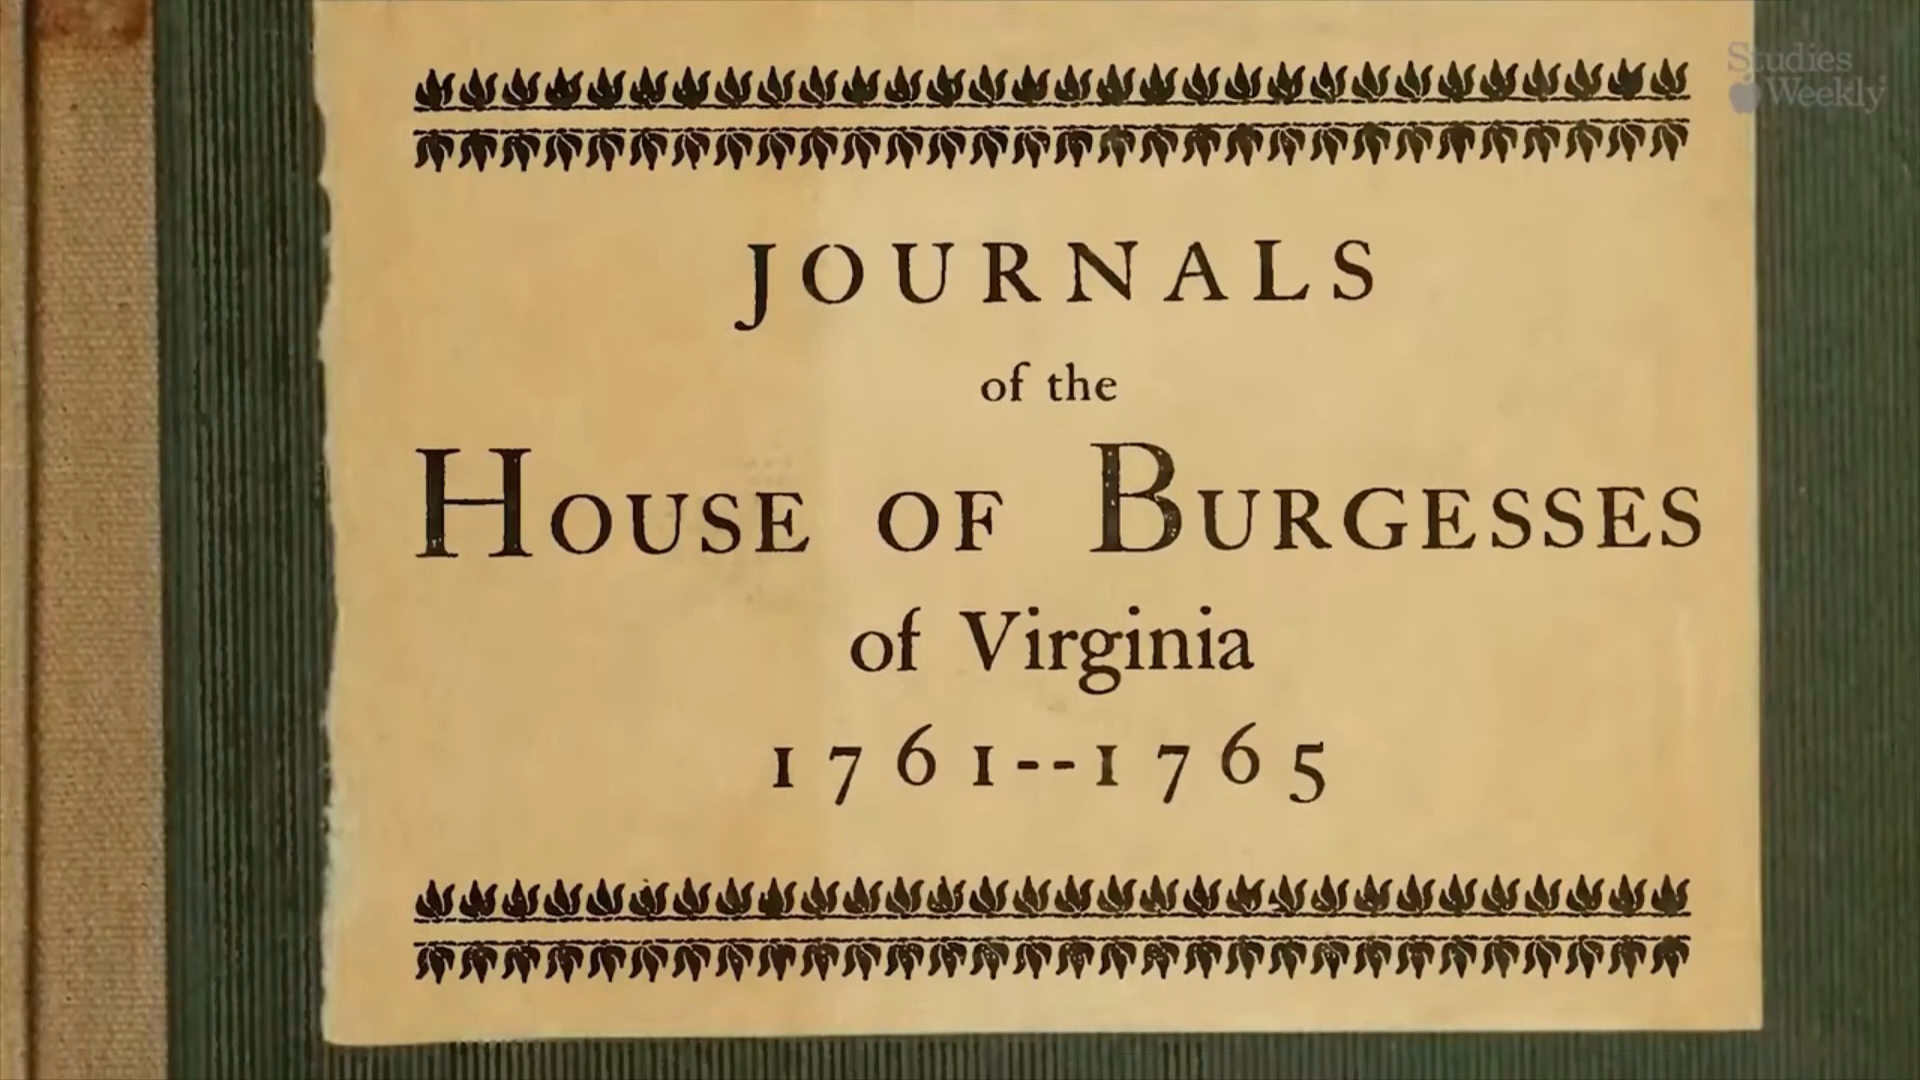 Studies
Weekly
JOURNALS
of the
HOUSE OF BURGESSES
of Virginia
1761--1765